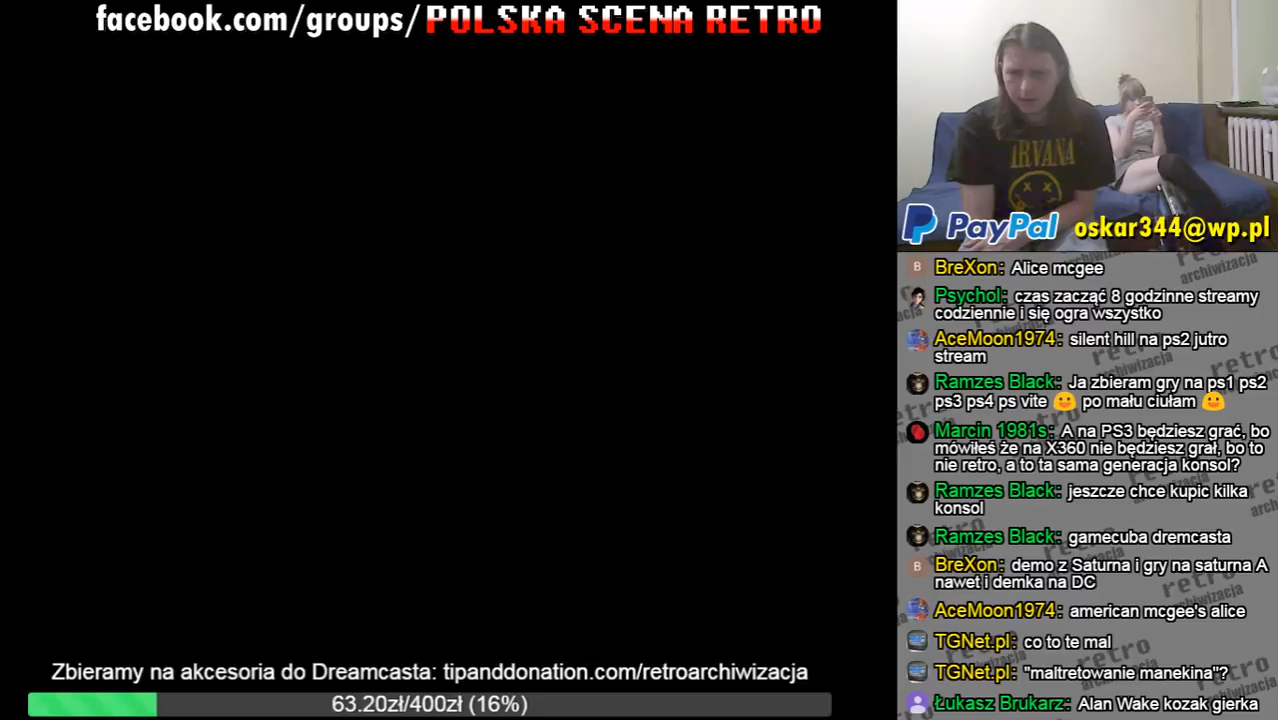 facebook.com/groups/POLSKA SCENA RETRO
NIRVANA
PayPal oskar344@wp.pl
BreXon: Alice mcgee
Psychol: czas zacząć 8 godzinne streamy
codziennie i się ogra wszystko
AceMoon1974: silent hill na ps2 jutro
stream
Ramzes Black: Ja zbieram gry na ps1 ps2
ps3 ps4 ps vite po mału ciułam
Marcin 1981s: A na PS3 będziesz grać, bo
mówiłeś że na X360 nie będziesz grał, bo to
nie retro, a to ta sama generacja konsol?
Ramzes Black: jeszcze chce kupic kilka
konsol
Ramzes Black: gamecuba dremcasta
BreXon: demo z Saturna i gry na saturna A
nawet i demka na DC
AceMoon1974: american mcgee's alice
TGNet.pl: co to te mal
TGNet.pl: "maltretowanie manekina"?
Łukasz Brukarz: Alan Wake kozak gierka
retro archiwizacja
Zbieramy na akcesoria do Dreamcasta: tipanddonation.com/retroarchiwizacja
63.20zł/400zł (16%)